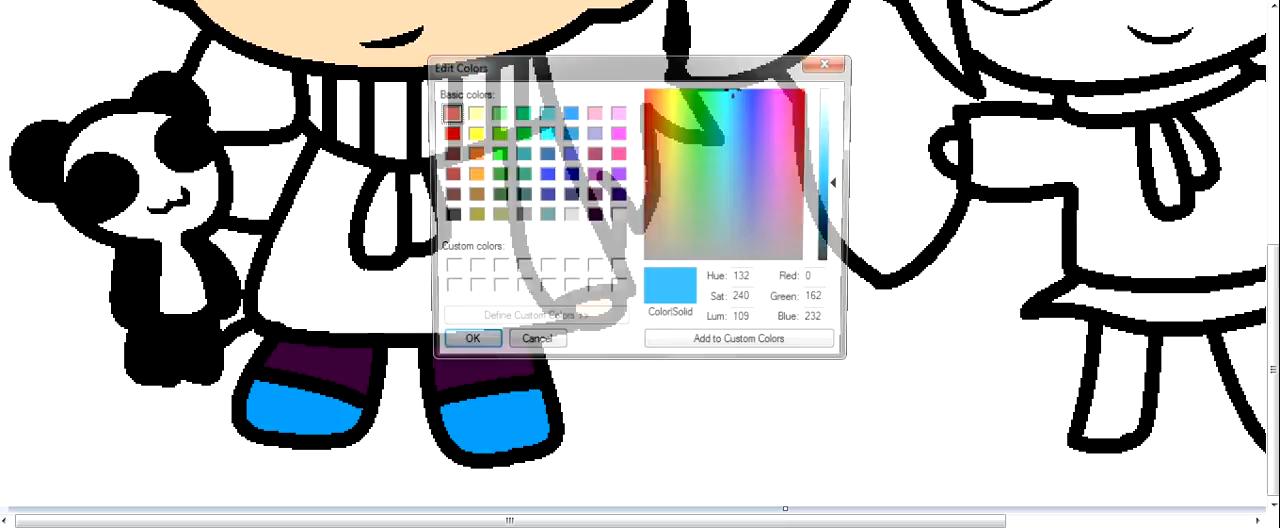 Edit Colors
Basic colors:
Custom colors:
Define Custom Colors >>
OK
Cancel
Color|Solid
Hue: 132
Sat: 240
Lum: 109
Red: 0
Green: 162
Blue: 232
Add to Custom Colors